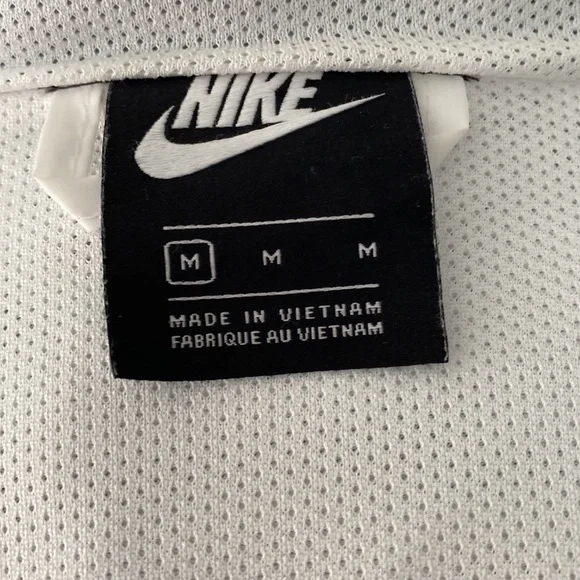 NIKE
M M M
MADE IN VIETNAM
FABRIQUE AU VIETNAM